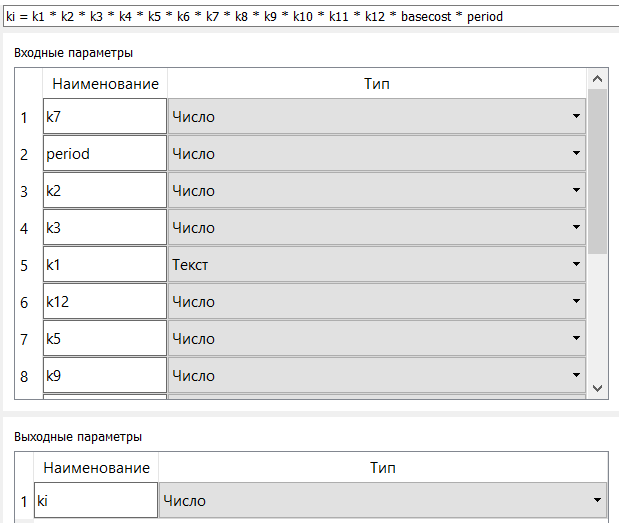 ki = k1 * k2 * k3 * k4 * k5 * k6 * k7 * k8 * k9 * k10 * k11 * k12 * basecost * period
Входные параметры
Наименование Тип
1 k7 Число
2 period Число
3 k2 Число
4 k3 Число
5 k1 Текст
6 k12 Число
7 k5 Число
8 k9 Число
Выходные параметры
Наименование Тип
1 ki Число